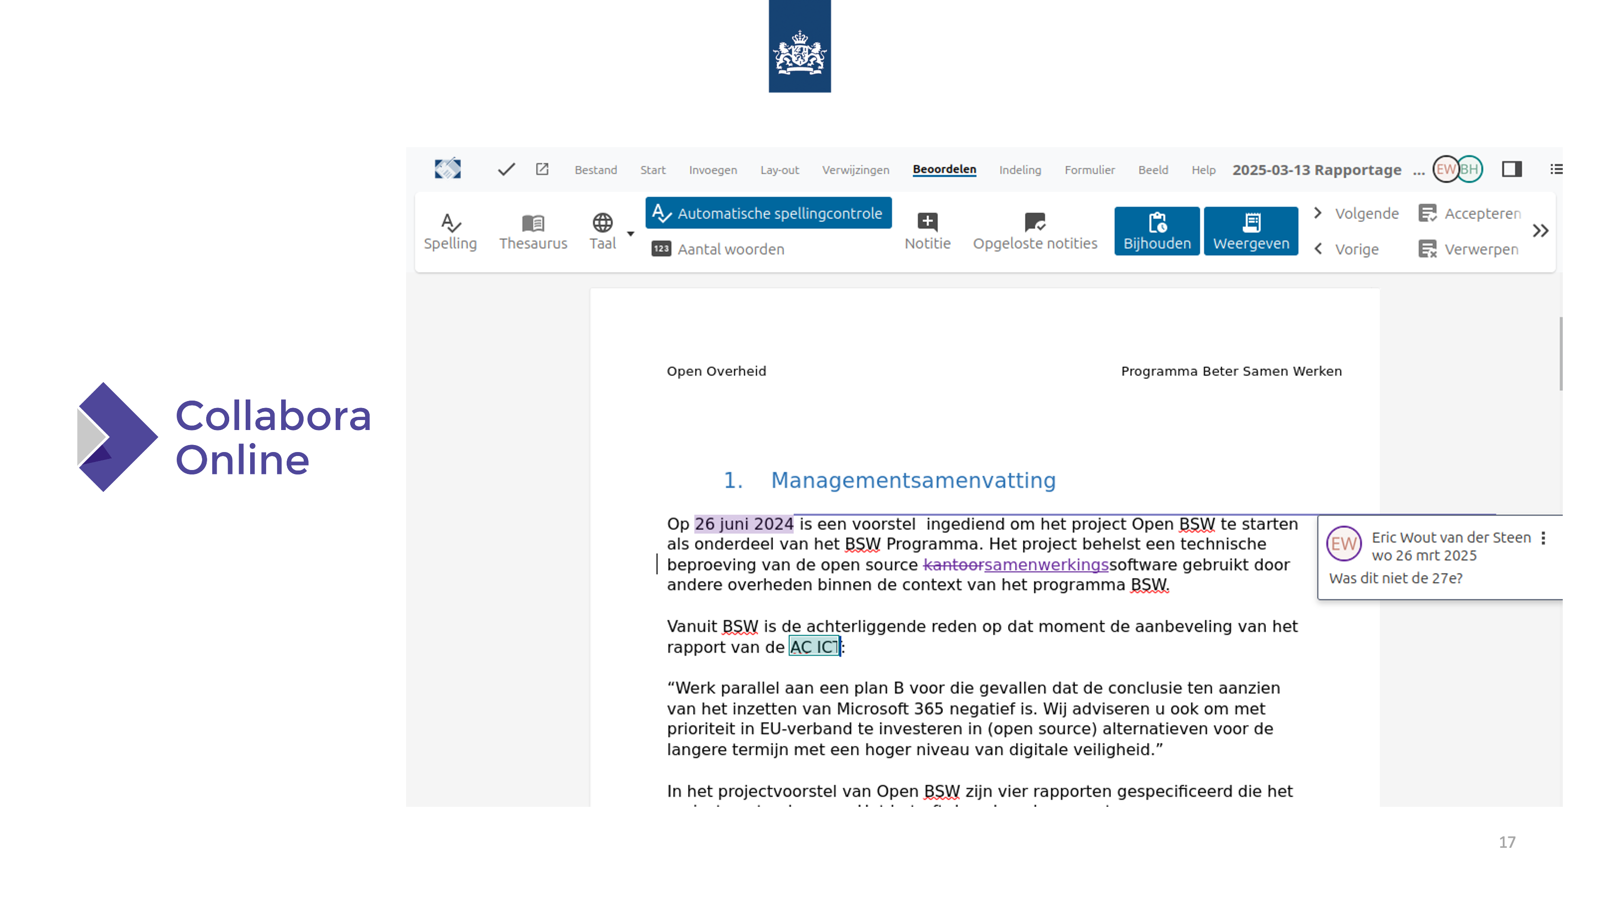 Collabora
Online
Bestand Start Invoegen Lay-out Verwijzingen Beoordelen Indeling Formulier Beeld Help 2025-03-13 Rapportage ... EW BH
Spelling Thesaurus Taal Automatische spellingcontrole Notitie Opgeloste notities Bijhouden Weergeven Volgende Accepteren
123 Aantal woorden Vorige Verwerpen
Open Overheid Programma Beter Samen Werken
1. Managementsamenvatting
Op 26 juni 2024 is een voorstel  ingediend om het project Open BSW te starten
als onderdeel van het BSW Programma. Het project behelst een technische
beproeving van de open source kantoorsamenwerkingssoftware gebruikt door
andere overheden binnen de context van het programma BSW.
EW Eric Wout van der Steen
wo 26 mrt 2025
Was dit niet de 27e?
Vanuit BSW is de achterliggende reden op dat moment de aanbeveling van het
rapport van de AC ICT:
“Werk parallel aan een plan B voor die gevallen dat de conclusie ten aanzien
van het inzetten van Microsoft 365 negatief is. Wij adviseren u ook om met
prioriteit in EU-verband te investeren in (open source) alternatieven voor de
langere termijn met een hoger niveau van digitale veiligheid.”
In het projectvoorstel van Open BSW zijn vier rapporten gespecificeerd die het
17